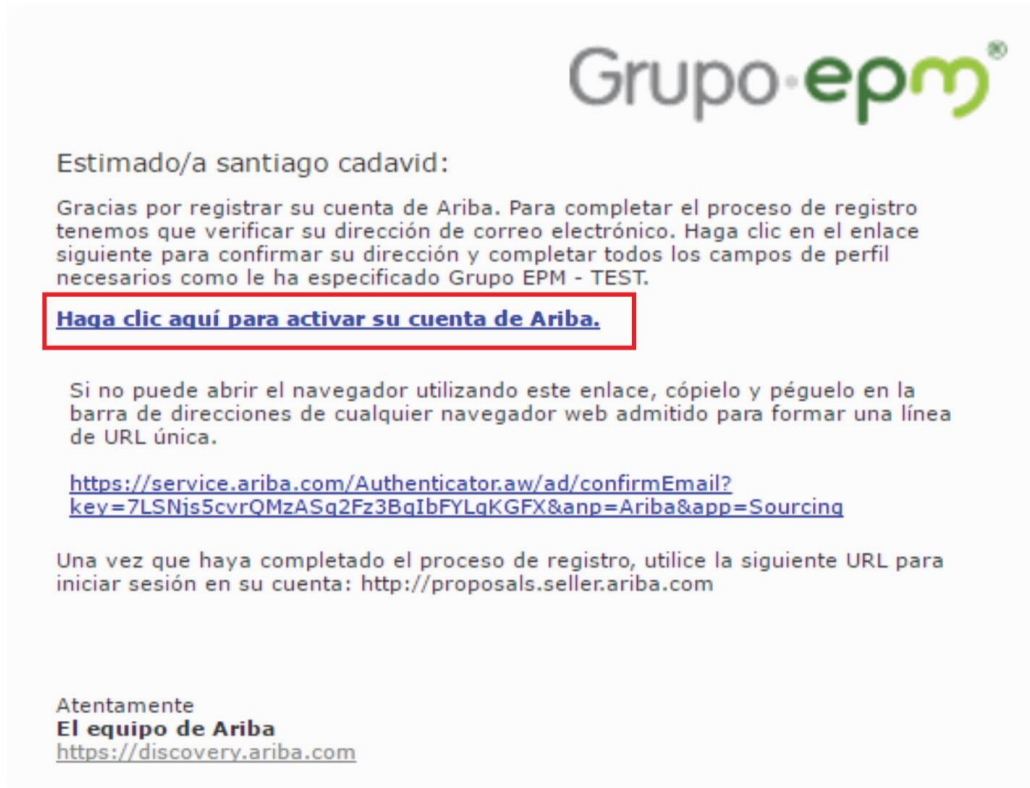 Grupo·epm®
Estimado/a santiago cadavid:
Gracias por registrar su cuenta de Ariba. Para completar el proceso de registro
tenemos que verificar su dirección de correo electrónico. Haga clic en el enlace
siguiente para confirmar su dirección y completar todos los campos de perfil
necesarios como le ha especificado Grupo EPM - TEST.
Haga clic aquí para activar su cuenta de Ariba.
Si no puede abrir el navegador utilizando este enlace, cópielo y péguelo en la
barra de direcciones de cualquier navegador web admitido para formar una línea
de URL única.
https://service.ariba.com/Authenticator.aw/ad/confirmEmail?
key=7LSNjs5cvrQMzASq2Fz3BgIbFYLgKGFX&anp=Ariba&app=Sourcing
Una vez que haya completado el proceso de registro, utilice la siguiente URL para
iniciar sesión en su cuenta: http://proposals.seller.ariba.com
Atentamente
El equipo de Ariba
https://discovery.ariba.com